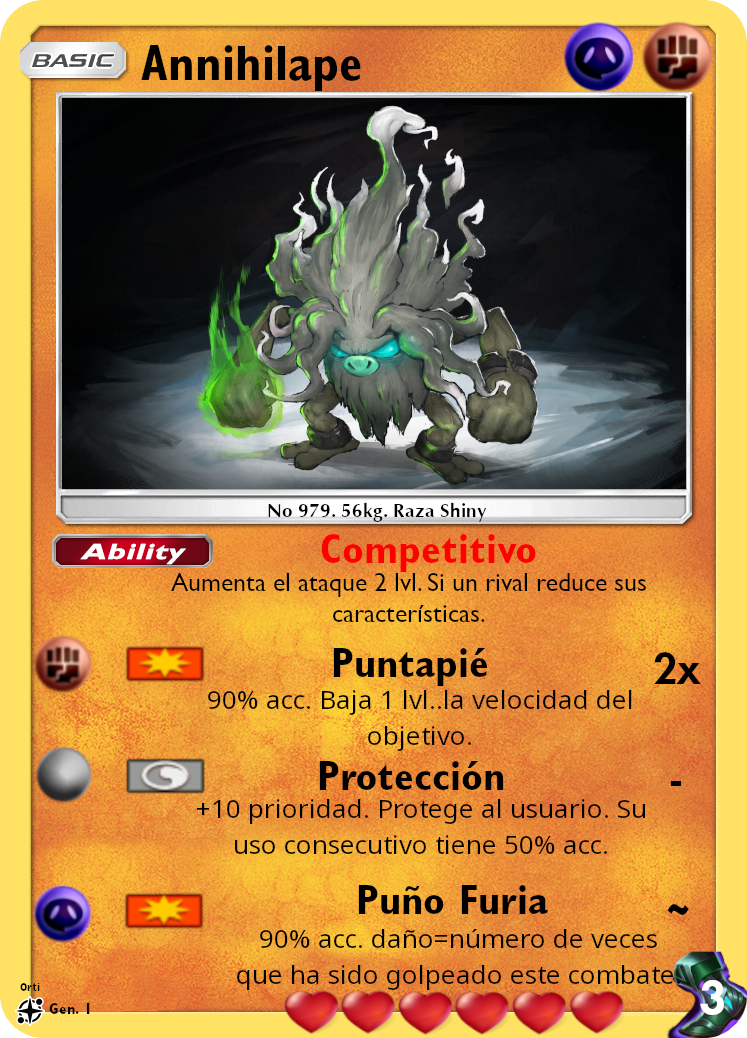 BASIC
Annihilape
No 979. 56kg. Raza Shiny
Ability
Competitivo
Aumenta el ataque 2 lvl. Si un rival reduce sus
características.
Puntapié
2x
90% acc. Baja 1 lvl..la velocidad del
objetivo.
Protección
-
+10 prioridad. Protege al usuario. Su
uso consecutivo tiene 50% acc.
Puño Furia
~
90% acc. daño=número de veces
que ha sido golpeado este combate
3
Orti
Gen. 1